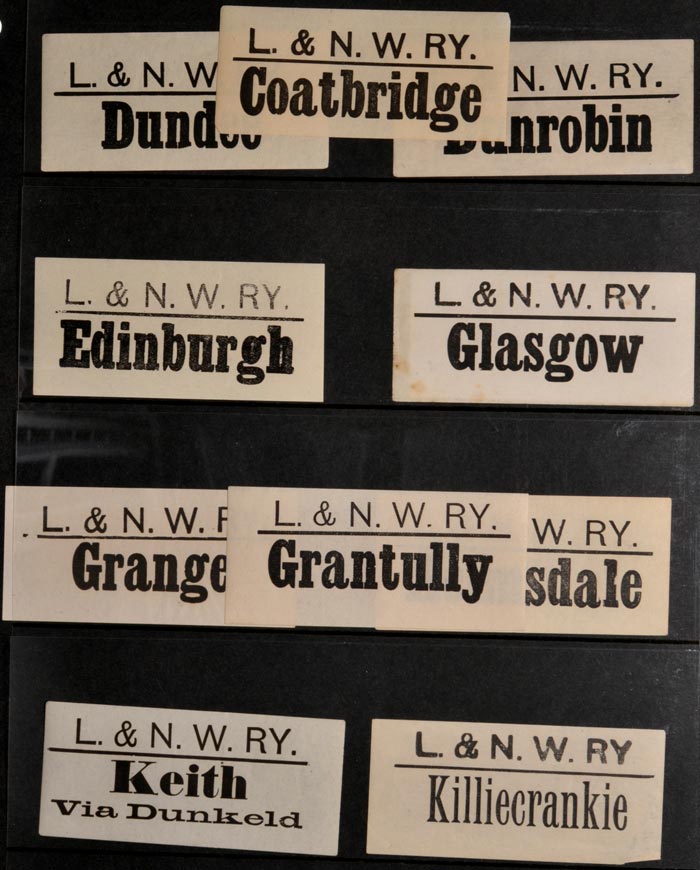 L. & N. W
Dundee
L. & N. W. RY.
Coatbridge
N. W. RY.
Dunrobin
L. & N. W. RY.
Edinburgh
L. & N. W. RY.
Glasgow
L. & N. W. R
Grange
L. & N. W. RY.
Grantully
W. RY.
sdale
L. & N. W. RY.
Keith
Via Dunkeld
L. & N. W. RY
Killiecrankie